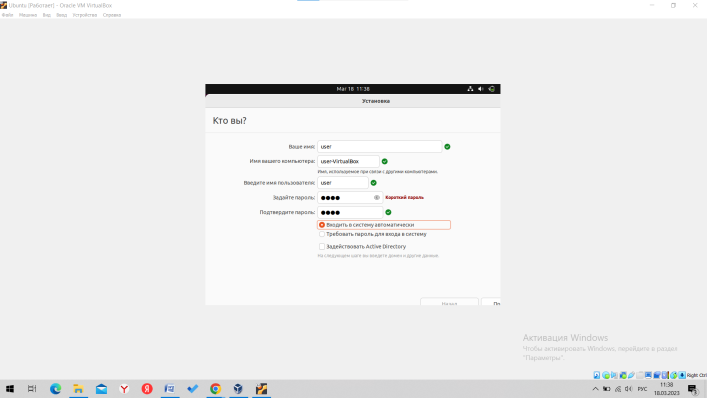 Ubuntu [Работает] - Oracle VM VirtualBox
Файл Машина Вид Ввод Устройства Справка
Mar 18 11:38
Установка
Кто вы?
Ваше имя: user
Имя вашего компьютера: user-VirtualBox
Имя, используемое при связи с другими компьютерами.
Введите имя пользователя: user
Задайте пароль: ●●●● Короткий пароль
Подтвердите пароль: ●●●●
Входить в систему автоматически
Требовать пароль для входа в систему
Задействовать Active Directory
На следующем шаге вы введете домен и другие данные.
Назад
Активация Windows
Чтобы активировать Windows, перейдите в раздел
"Параметры".
Right Ctrl
РУС
11:38
18.03.2023